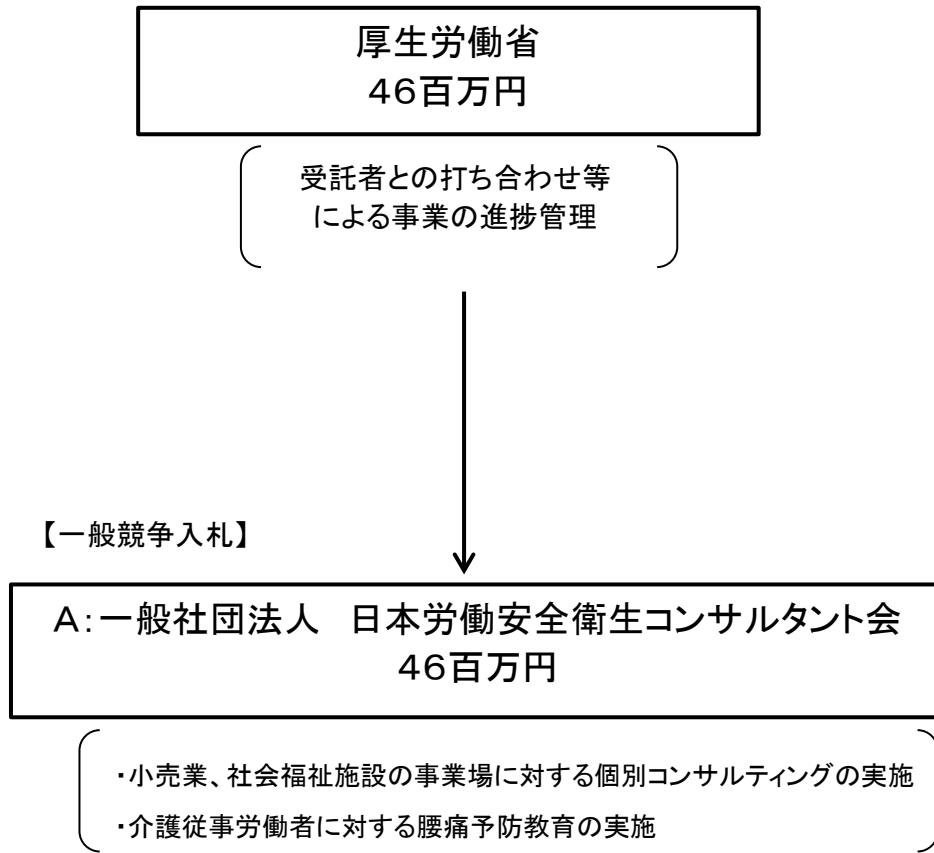 厚生労働省
46百万円
受託者との打ち合わせ等
による事業の進捗管理
【一般競争入札】
A:一般社団法人　日本労働安全衛生コンサルタント会
46百万円
・小売業、社会福祉施設の事業場に対する個別コンサルティングの実施
・介護従事労働者に対する腰痛予防教育の実施